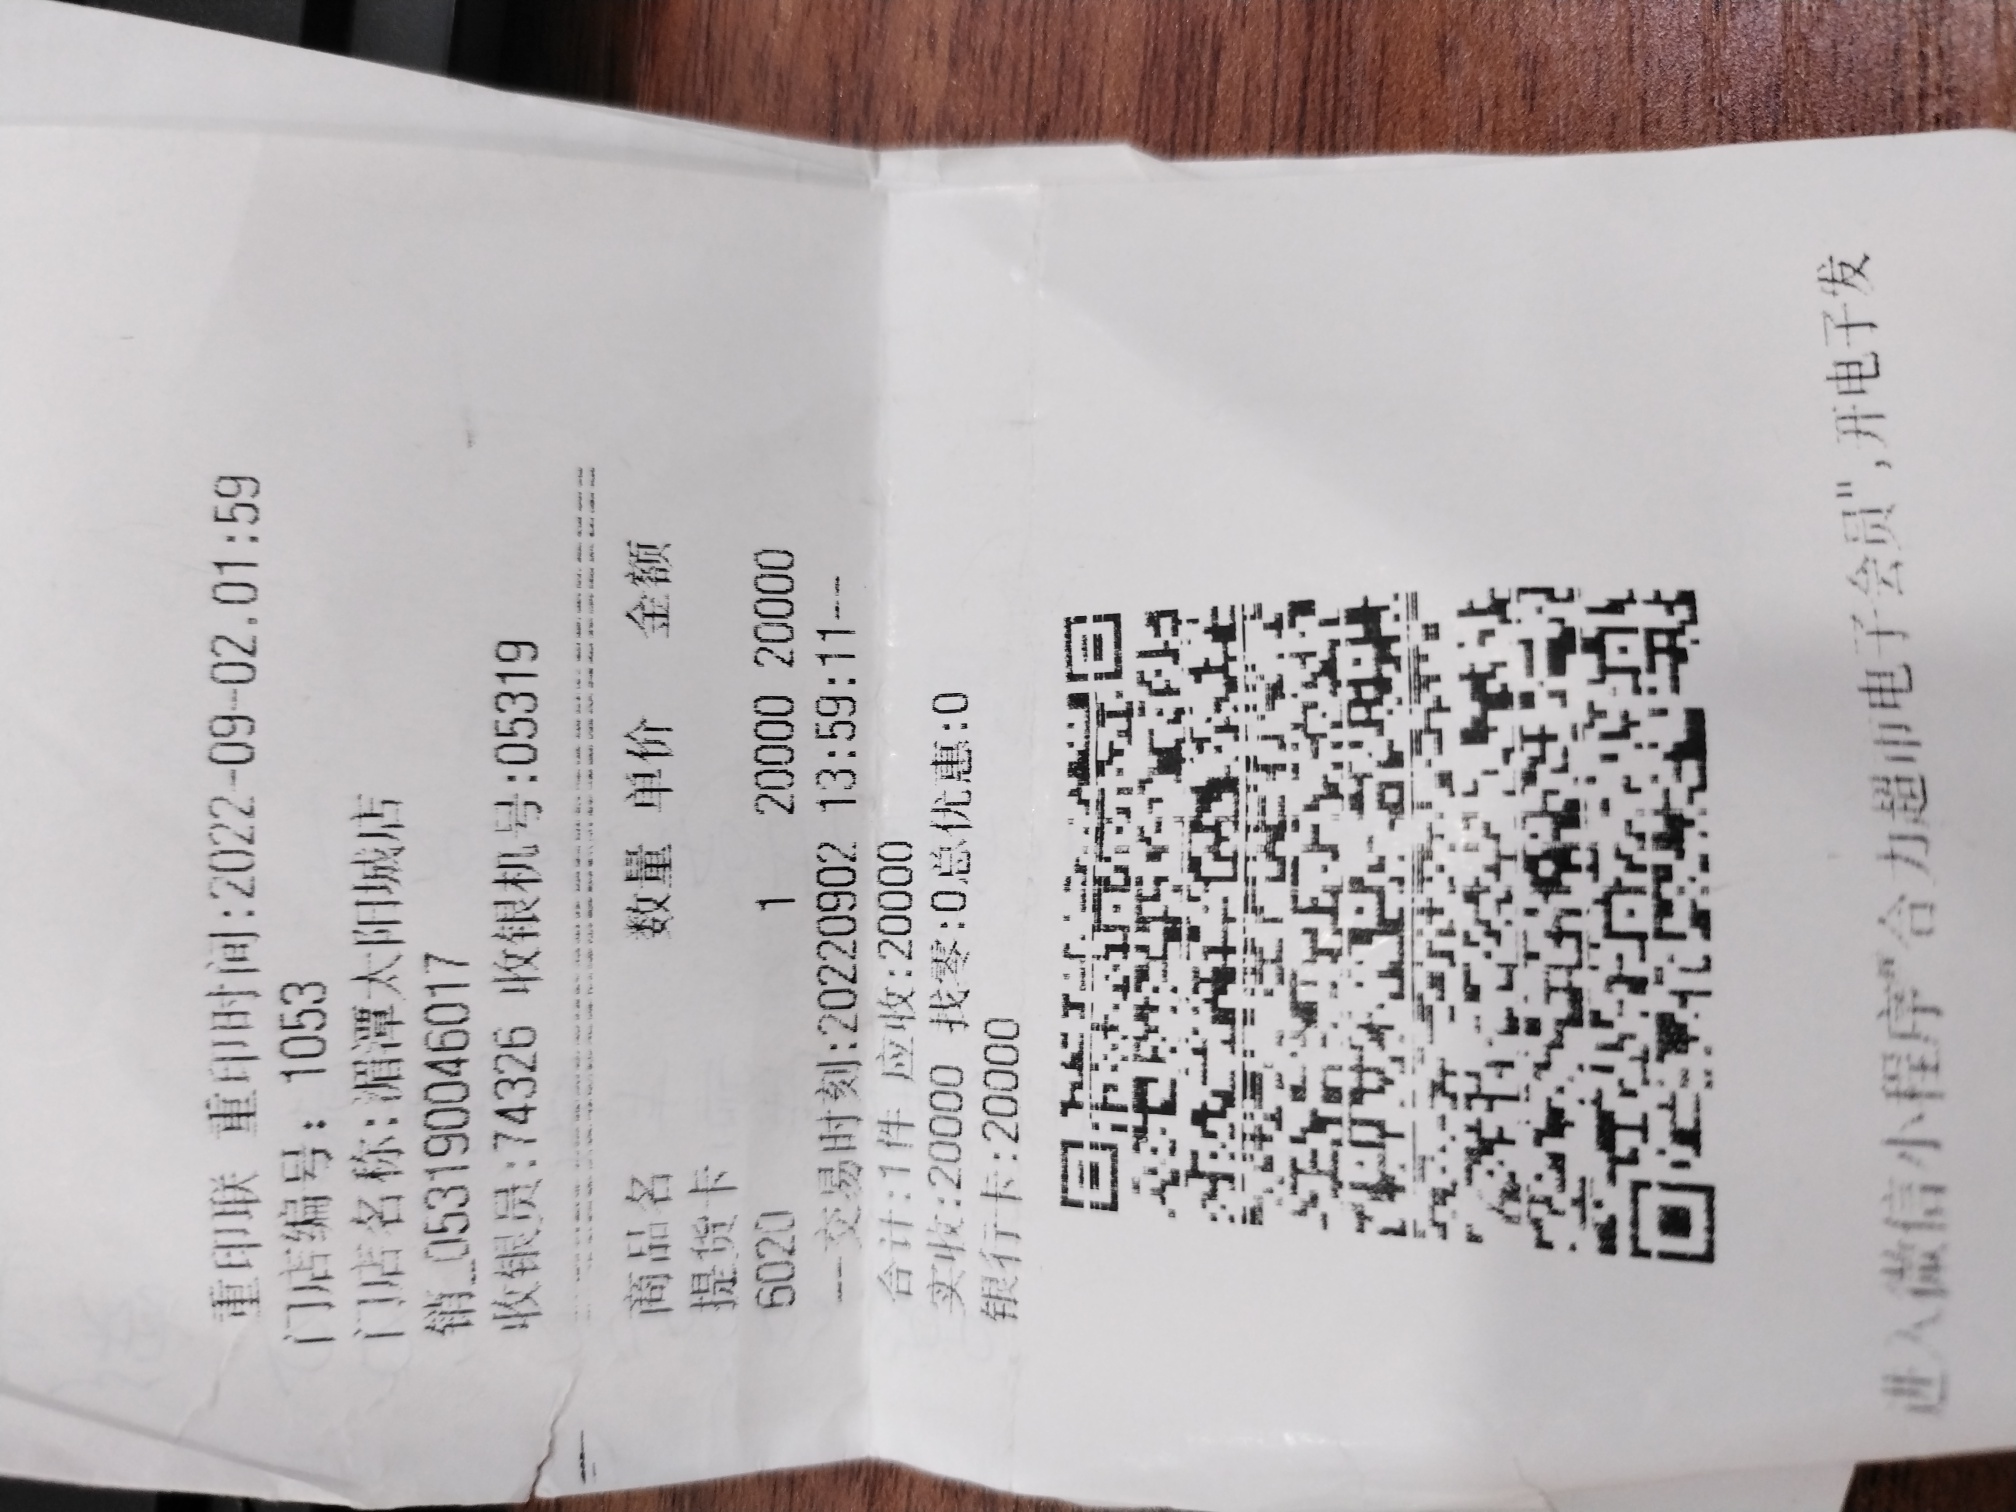 重印联 重印时间:2022-09-02.01:59
门店编号: 1053
门店名称:湄潭太阳城店
销_053190046017
收银员:74326 收银机号:05319
商品名 数量 单价 金额
提货卡
6020 1 20000 20000
--交易时刻:20220902 13:59:11--
合计:1件 应收:20000
实收:20000 找零:0总优惠:0
银行卡:20000
进入微信小程序"合力超市电子会员",开电子发